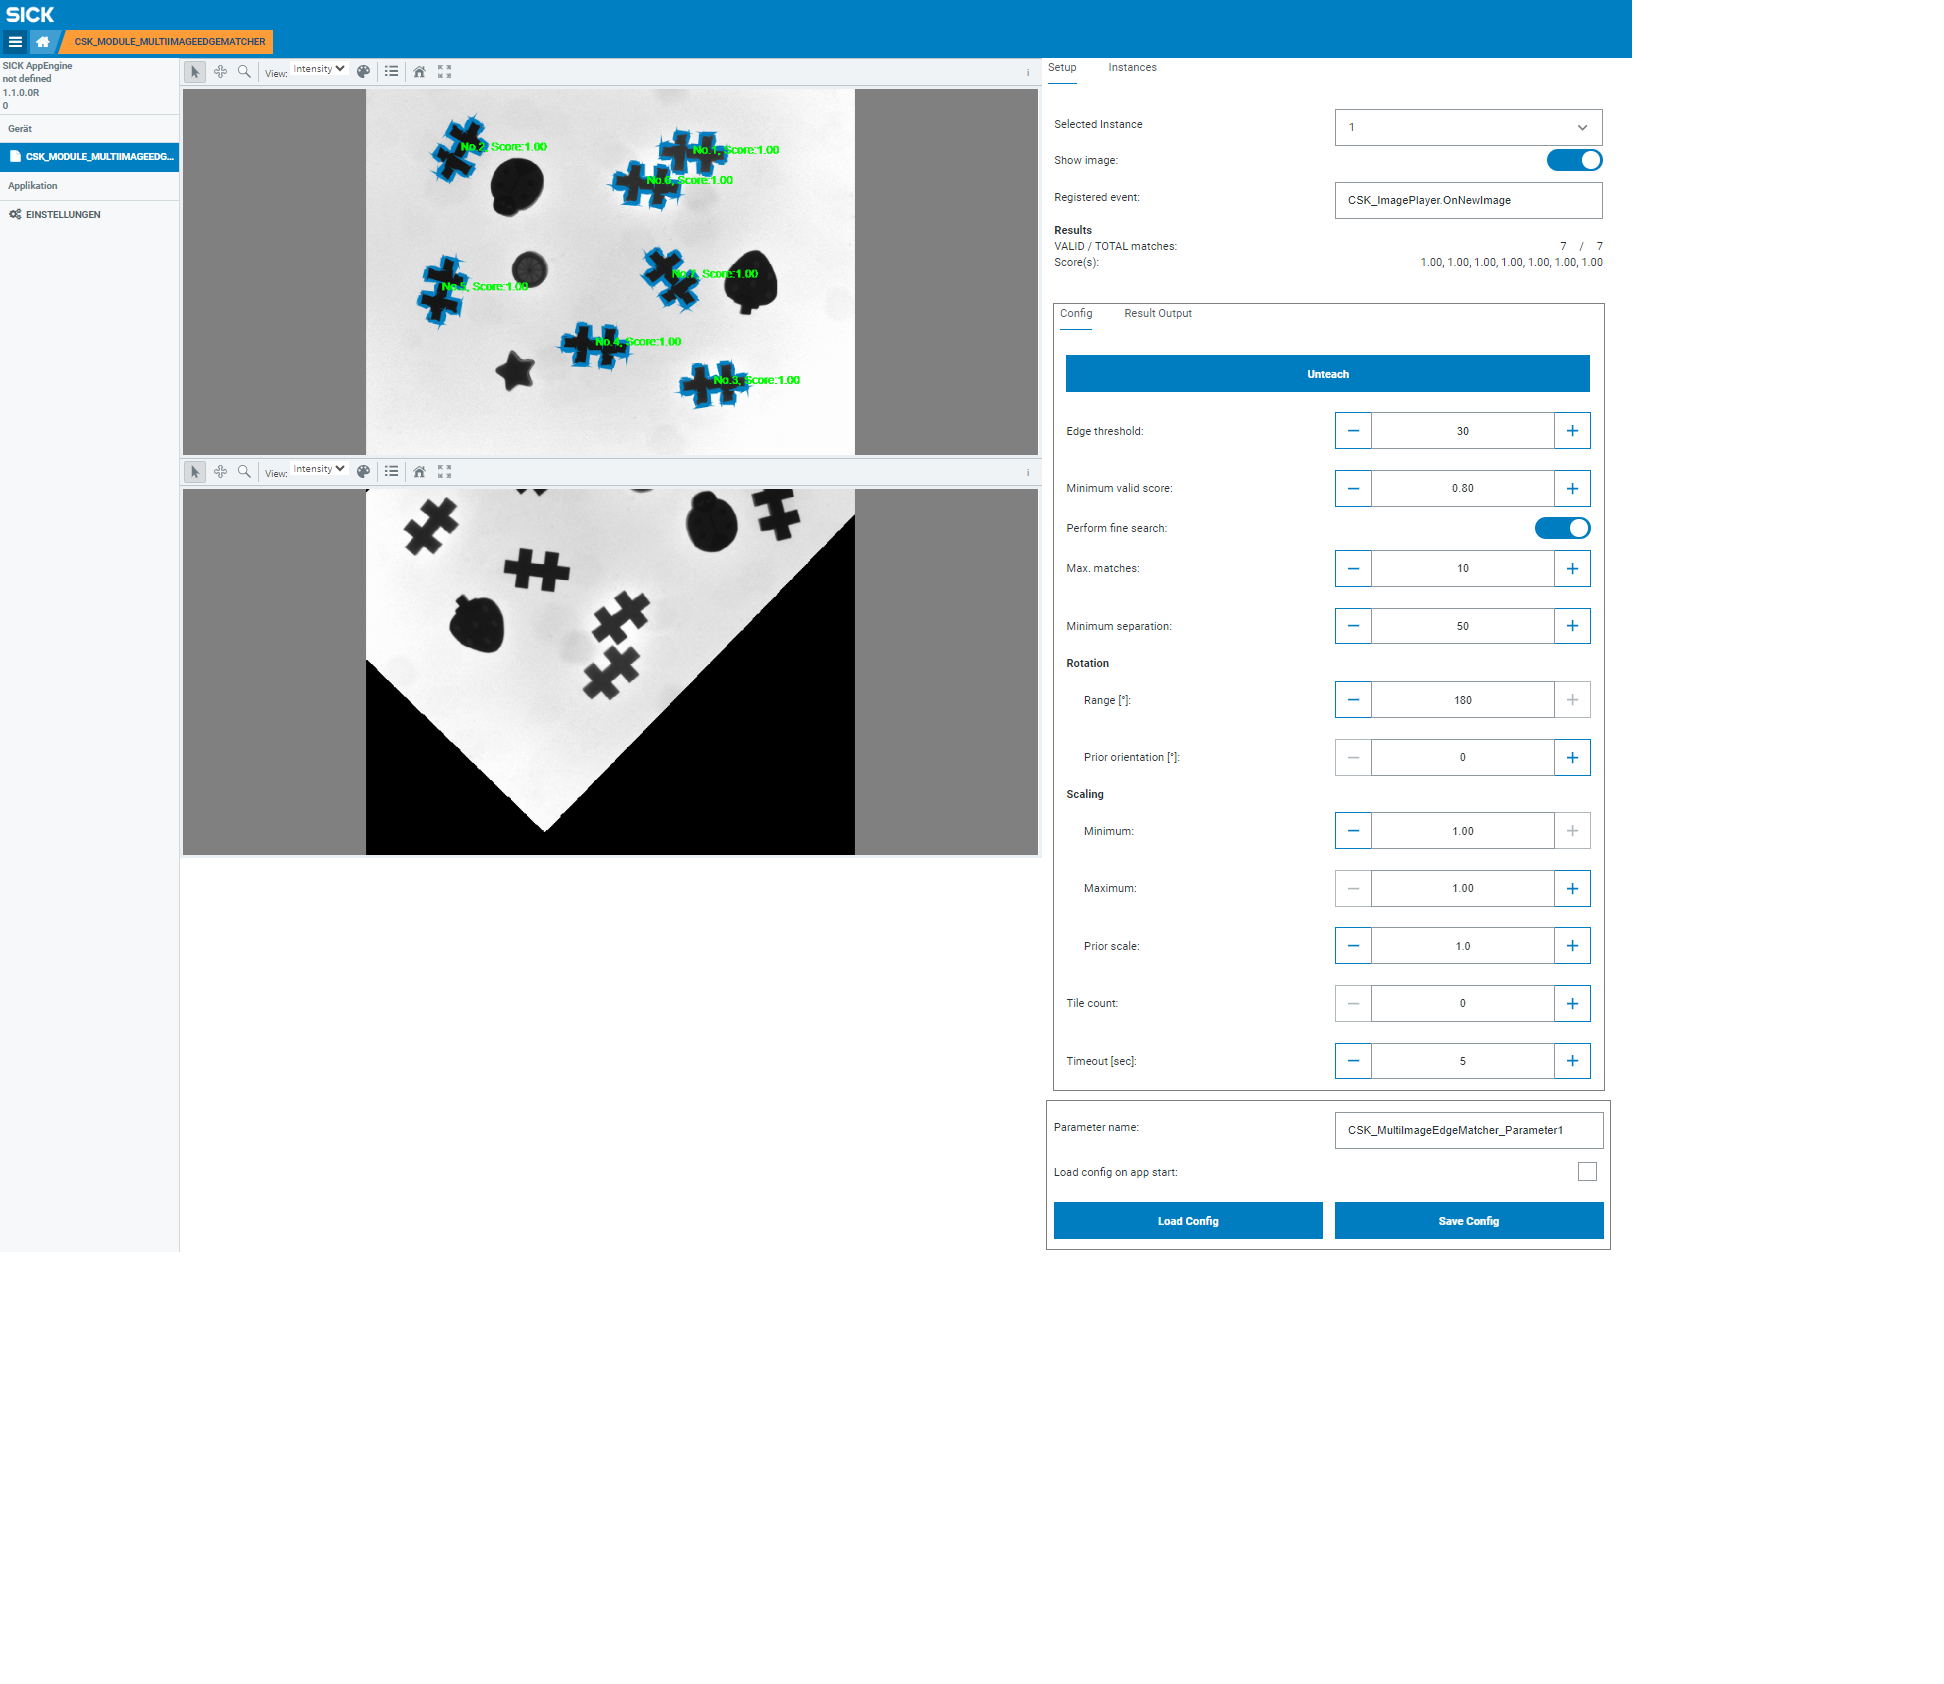 SICK
CSK_MODULE_MULTIIMAGEEDGEMATCHER
SICK AppEngine
not defined
1.1.0.0R
0
Gerät
CSK_MODULE_MULTIIMAGEEDG...
Applikation
EINSTELLUNGEN
View: Intensity
i
No.2, Score:1.00
No.1, Score:1.00
No.6, Score:1.00
Score:1.00
No.5, Score:1.00
No.4, Score:1.00
No.3, Score:1.00
View: Intensity
i
Setup Instances
Selected Instance 1
Show image:
Registered event: CSK_ImagePlayer.OnNewImage
Results
VALID / TOTAL matches: 7 / 7
Score(s): 1.00, 1.00, 1.00, 1.00, 1.00, 1.00, 1.00
Config Result Output
Unteach
Edge threshold: 30
Minimum valid score: 0.80
Perform fine search:
Max. matches: 10
Minimum separation: 50
Rotation
Range [°]: 180
Prior orientation [°]: 0
Scaling
Minimum: 1.00
Maximum: 1.00
Prior scale: 1.0
Tile count: 0
Timeout [sec]: 5
Parameter name: CSK_MultiImageEdgeMatcher_Parameter1
Load config on app start:
Load Config Save Config